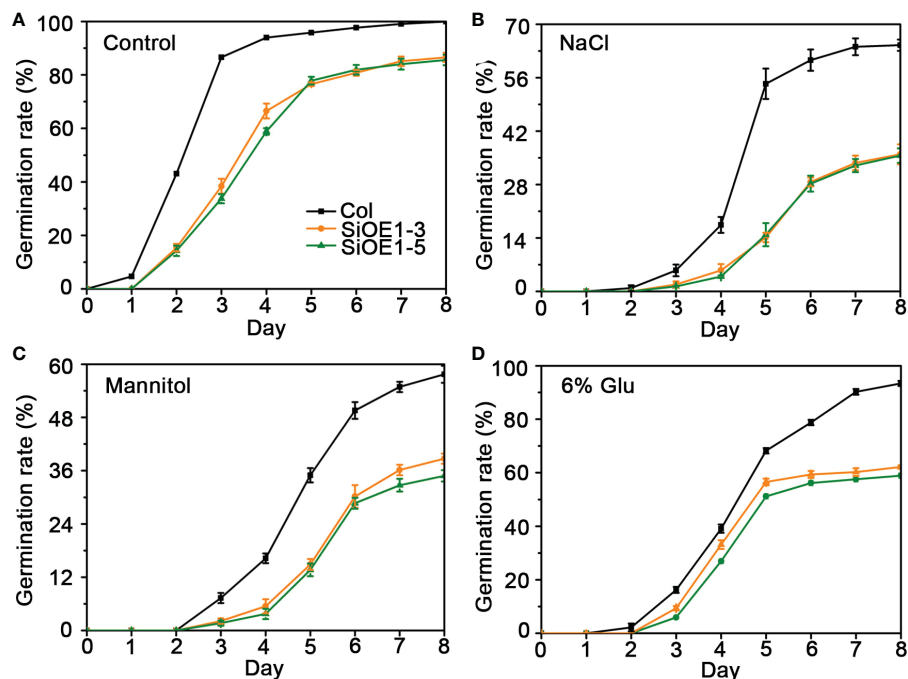 A
Control
Germination rate (%)
100
80
60
40
20
0
0 1 2 3 4 5 6 7 8
Day
Col
SiOE1-3
SiOE1-5
B
NaCl
Germination rate (%)
70
56
42
28
14
0
0 1 2 3 4 5 6 7 8
Day
C
Mannitol
Germination rate (%)
60
48
36
24
12
0
0 1 2 3 4 5 6 7 8
Day
D
6% Glu
Germination rate (%)
100
80
60
40
20
0
0 1 2 3 4 5 6 7 8
Day